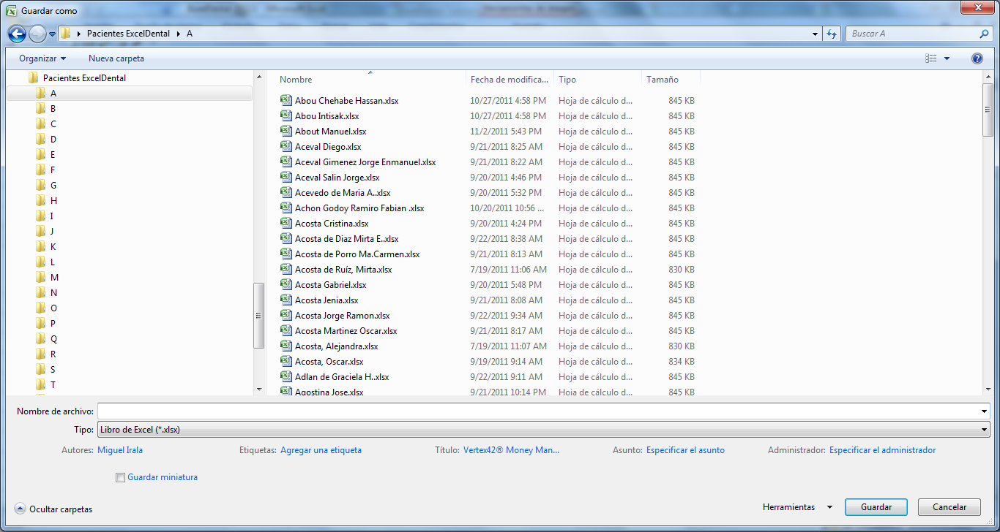 Guardar como
Pacientes ExcelDental A
Buscar A
Organizar Nueva carpeta
Pacientes ExcelDental
A
B
C
D
E
F
G
H
I
J
K
L
M
N
O
P
Q
R
S
T
Nombre Fecha de modifica... Tipo Tamaño
Abou Chehabe Hassan.xlsx 10/27/2011 4:58 PM Hoja de cálculo d... 845 KB
Abou Intisak.xlsx 10/27/2011 4:58 PM Hoja de cálculo d... 845 KB
About Manuel.xlsx 11/2/2011 5:43 PM Hoja de cálculo d... 845 KB
Aceval Diego.xlsx 9/21/2011 8:25 AM Hoja de cálculo d... 845 KB
Aceval Gimenez Jorge Enmanuel.xlsx 9/21/2011 8:22 AM Hoja de cálculo d... 845 KB
Aceval Salin Jorge.xlsx 9/20/2011 4:46 PM Hoja de cálculo d... 845 KB
Acevedo de Maria A..xlsx 9/20/2011 5:32 PM Hoja de cálculo d... 845 KB
Achon Godoy Ramiro Fabian .xlsx 10/20/2011 10:56 ... Hoja de cálculo d... 845 KB
Acosta Cristina.xlsx 9/20/2011 4:24 PM Hoja de cálculo d... 845 KB
Acosta de Diaz Mirta E..xlsx 9/22/2011 8:38 AM Hoja de cálculo d... 845 KB
Acosta de Porro Ma.Carmen.xlsx 9/21/2011 8:13 AM Hoja de cálculo d... 845 KB
Acosta de Ruíz, Mirta.xlsx 7/19/2011 11:06 AM Hoja de cálculo d... 830 KB
Acosta Gabriel.xlsx 9/20/2011 5:48 PM Hoja de cálculo d... 845 KB
Acosta Jenia.xlsx 9/21/2011 8:08 AM Hoja de cálculo d... 845 KB
Acosta Jorge Ramon.xlsx 9/22/2011 9:34 AM Hoja de cálculo d... 845 KB
Acosta Martinez Oscar.xlsx 9/21/2011 8:17 AM Hoja de cálculo d... 845 KB
Acosta, Alejandra.xlsx 7/19/2011 11:07 AM Hoja de cálculo d... 830 KB
Acosta, Oscar.xlsx 9/19/2011 9:14 AM Hoja de cálculo d... 834 KB
Adlan de Graciela H..xlsx 9/22/2011 9:11 AM Hoja de cálculo d... 845 KB
Agostina Jose.xlsx 9/21/2011 10:14 PM Hoja de cálculo d... 845 KB
Nombre de archivo:
Tipo: Libro de Excel (*.xlsx)
Autores: Miguel Irala Etiquetas: Agregar una etiqueta Título: Vertex42® Money Man... Asunto: Especificar el asunto Administrador: Especificar el administrador
Guardar miniatura
Ocultar carpetas Herramientas Guardar Cancelar